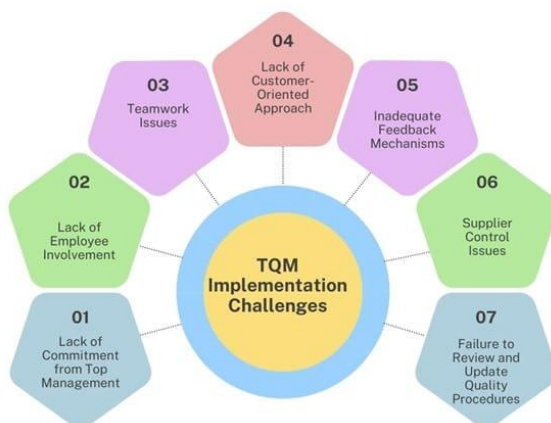 TQM
Implementation
Challenges
01
Lack of
Commitment
from Top
Management
02
Lack of
Employee
Involvement
03
Teamwork
Issues
04
Lack of
Customer-
Oriented
Approach
05
Inadequate
Feedback
Mechanisms
06
Supplier
Control
Issues
07
Failure to
Review and
Update
Quality
Procedures